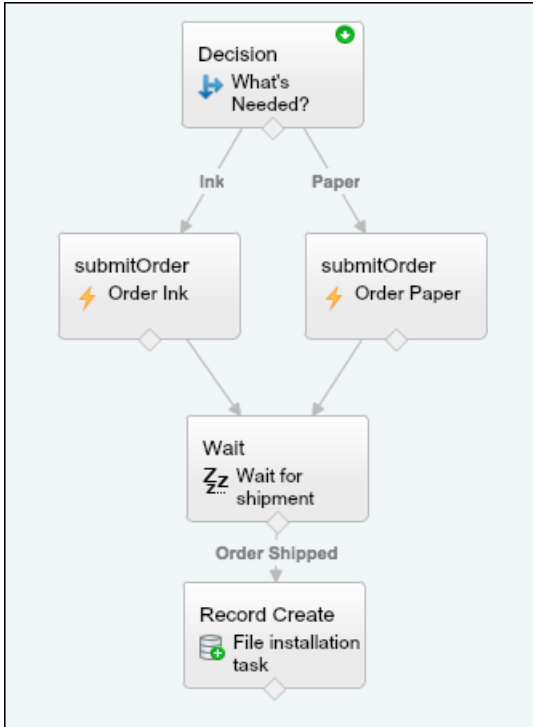 Decision
What's
Needed?
Ink
Paper
submitOrder
Order Ink
submitOrder
Order Paper
Wait
Zzz... Wait for
shipment
Order Shipped
Record Create
File installation
task